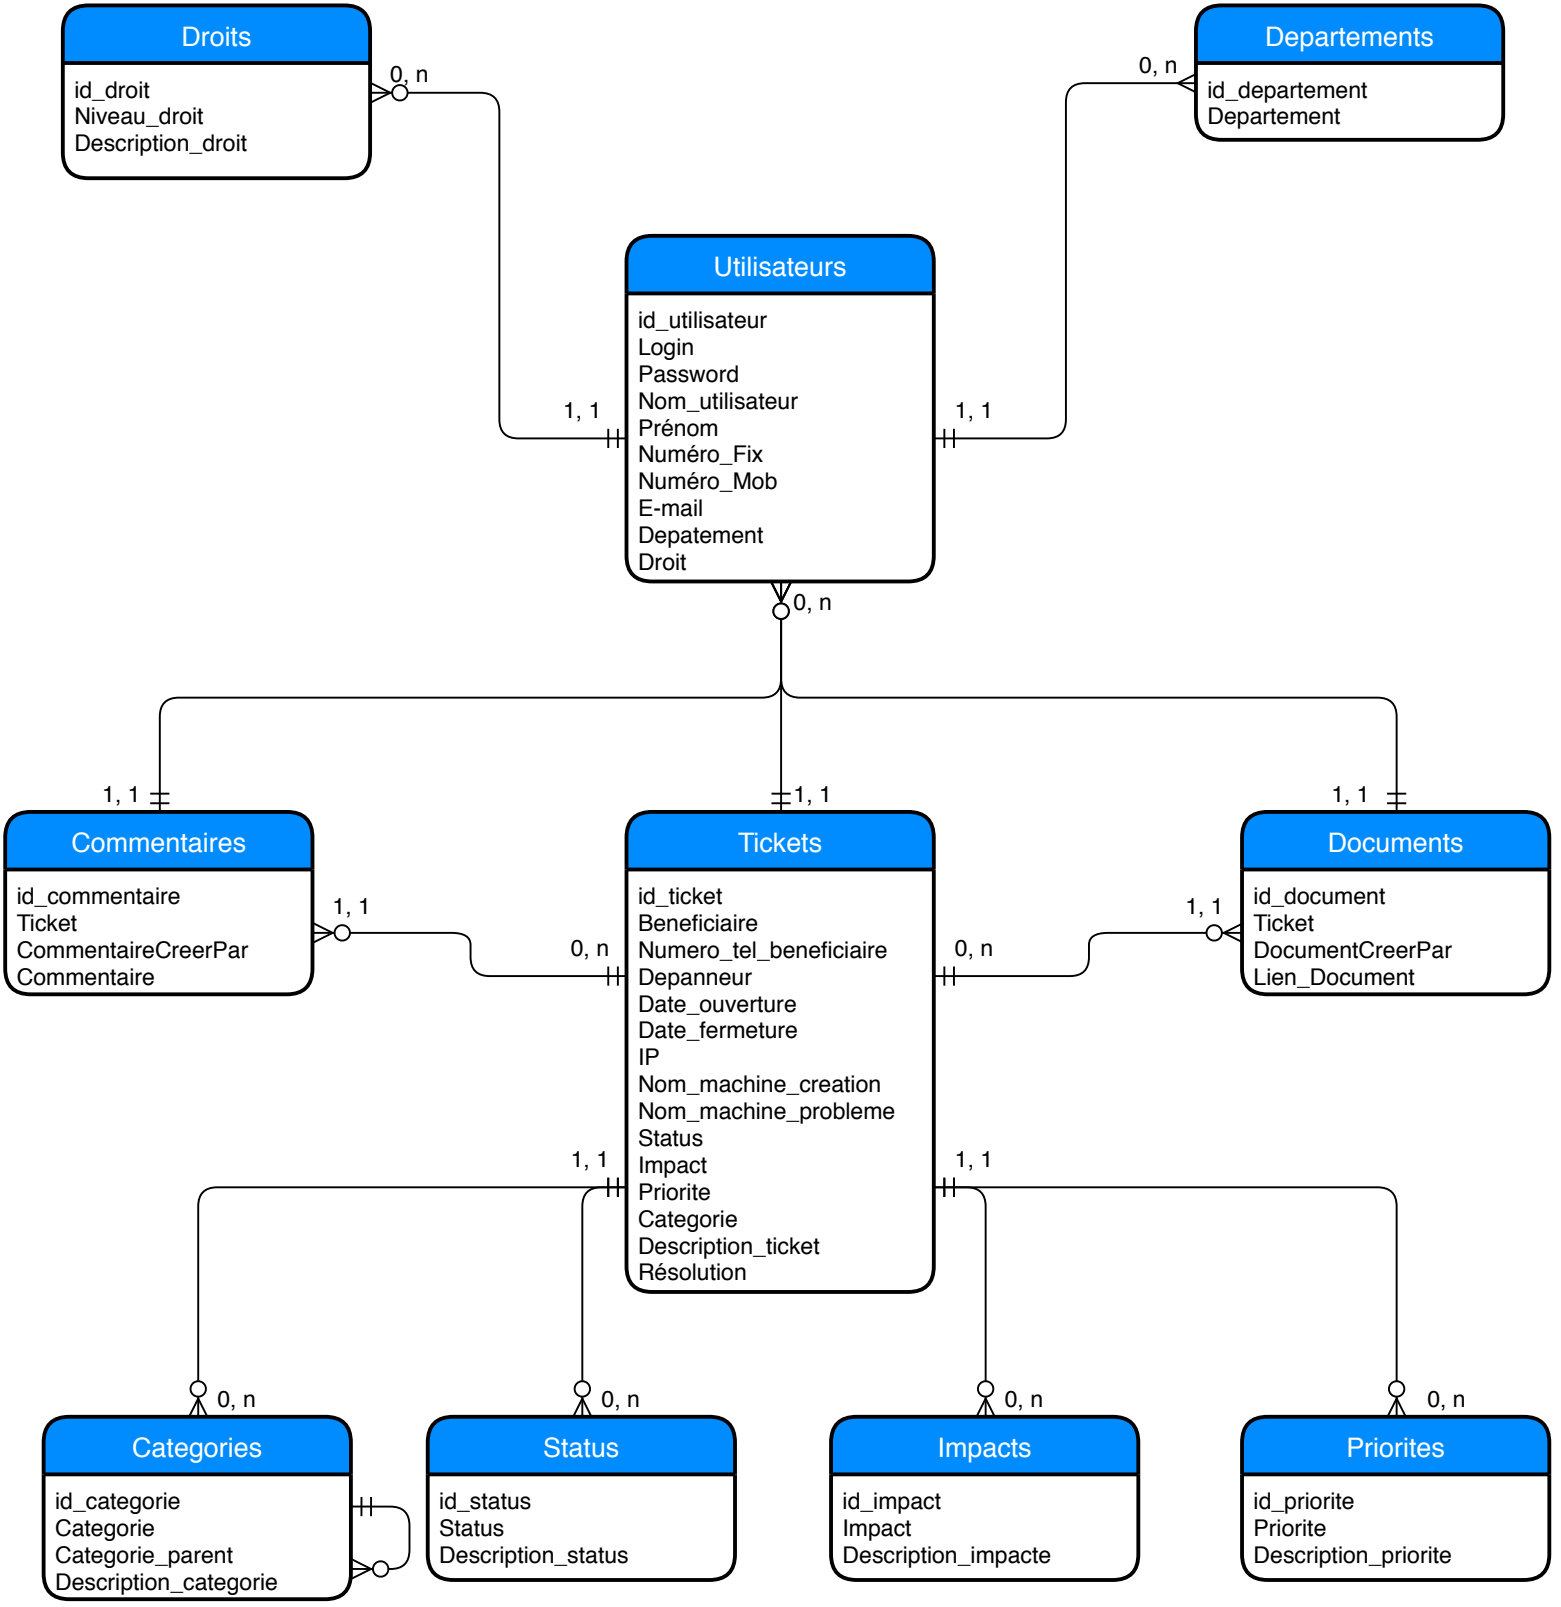 Droits
id_droit
Niveau_droit
Description_droit
0, n
Departements
id_departement
Departement
0, n
Utilisateurs
id_utilisateur
Login
Password
Nom_utilisateur
Prénom
Numéro_Fix
Numéro_Mob
E-mail
Depatement
Droit
1, 1
1, 1
0, n
1, 1
1, 1
1, 1
Commentaires
id_commentaire
Ticket
CommentaireCreerPar
Commentaire
1, 1
0, n
Tickets
id_ticket
Beneficiaire
Numero_tel_beneficiaire
Depanneur
Date_ouverture
Date_fermeture
IP
Nom_machine_creation
Nom_machine_probleme
Status
Impact
Priorite
Categorie
Description_ticket
Résolution
0, n
1, 1
Documents
id_document
Ticket
DocumentCreerPar
Lien_Document
1, 1
1, 1
0, n
0, n
0, n
0, n
Categories
id_categorie
Categorie
Categorie_parent
Description_categorie
Status
id_status
Status
Description_status
Impacts
id_impact
Impact
Description_impacte
Priorites
id_priorite
Priorite
Description_priorite